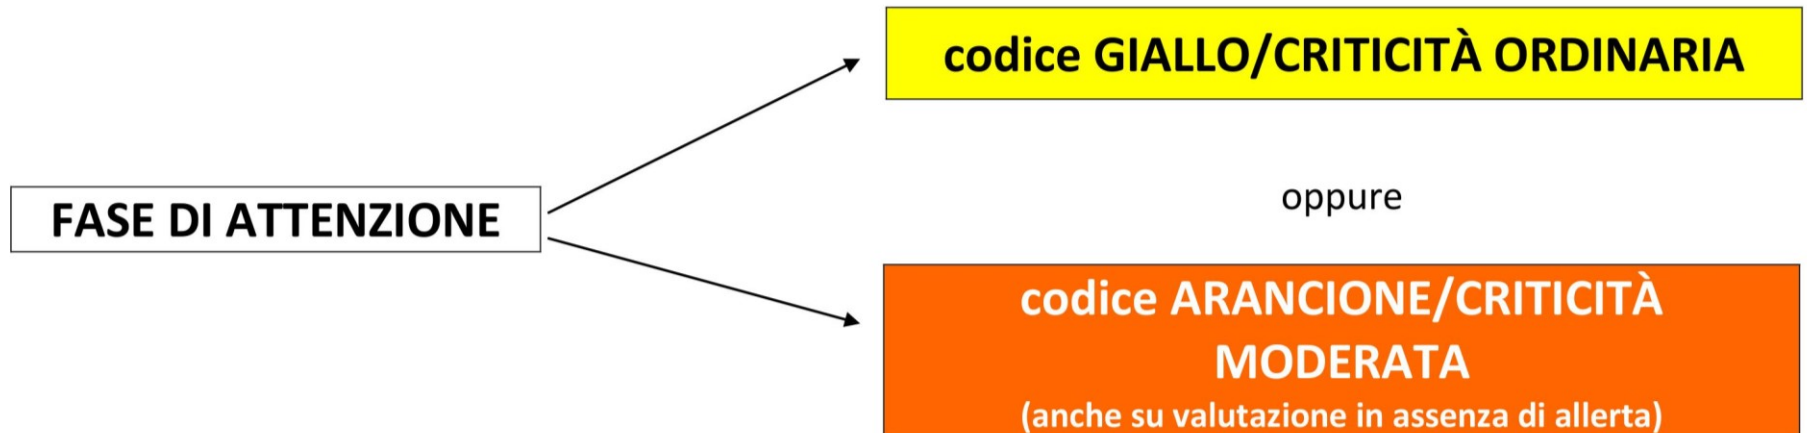 codice GIALLO/CRITICITÀ ORDINARIA
FASE DI ATTENZIONE
oppure
codice ARANCIONE/CRITICITÀ
MODERATA
(anche su valutazione in assenza di allerta)